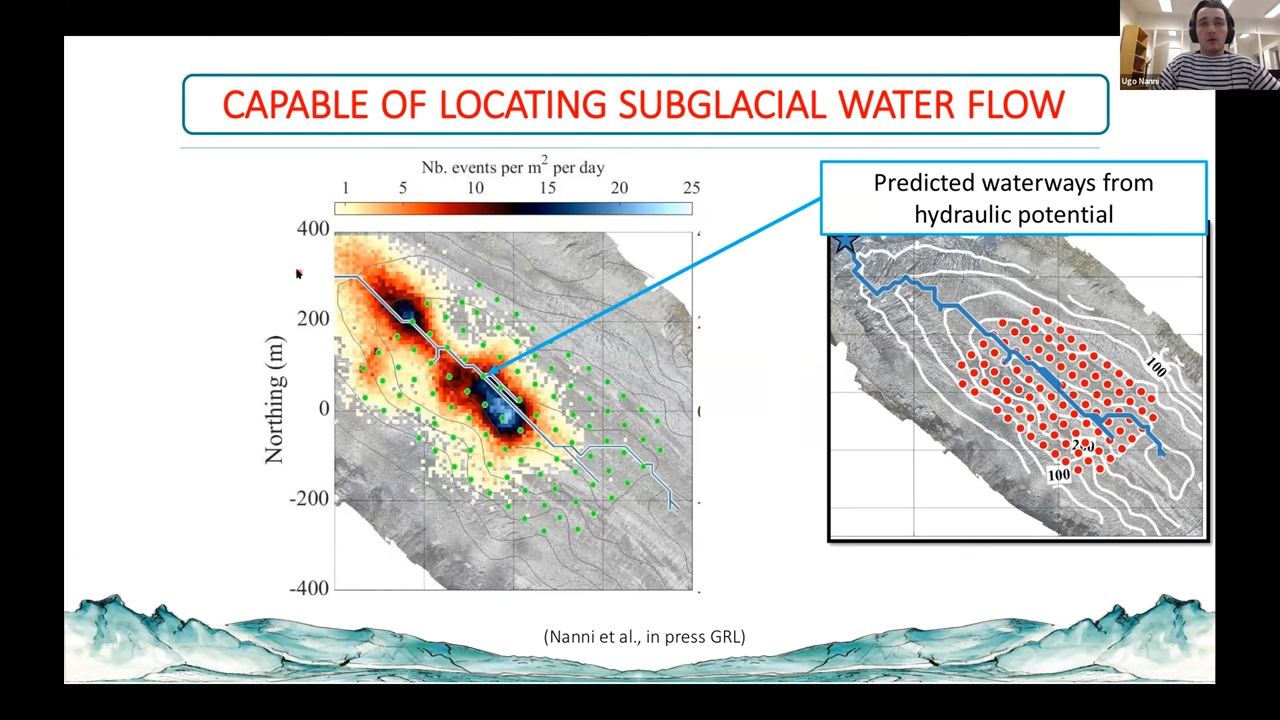 Ugo Nanni
CAPABLE OF LOCATING SUBGLACIAL WATER FLOW
Nb. events per m² per day
1 5 10 15 20 25
Predicted waterways from
hydraulic potential
400
200
0
-200
-400
Northing (m)
100
200
100
(Nanni et al., in press GRL)